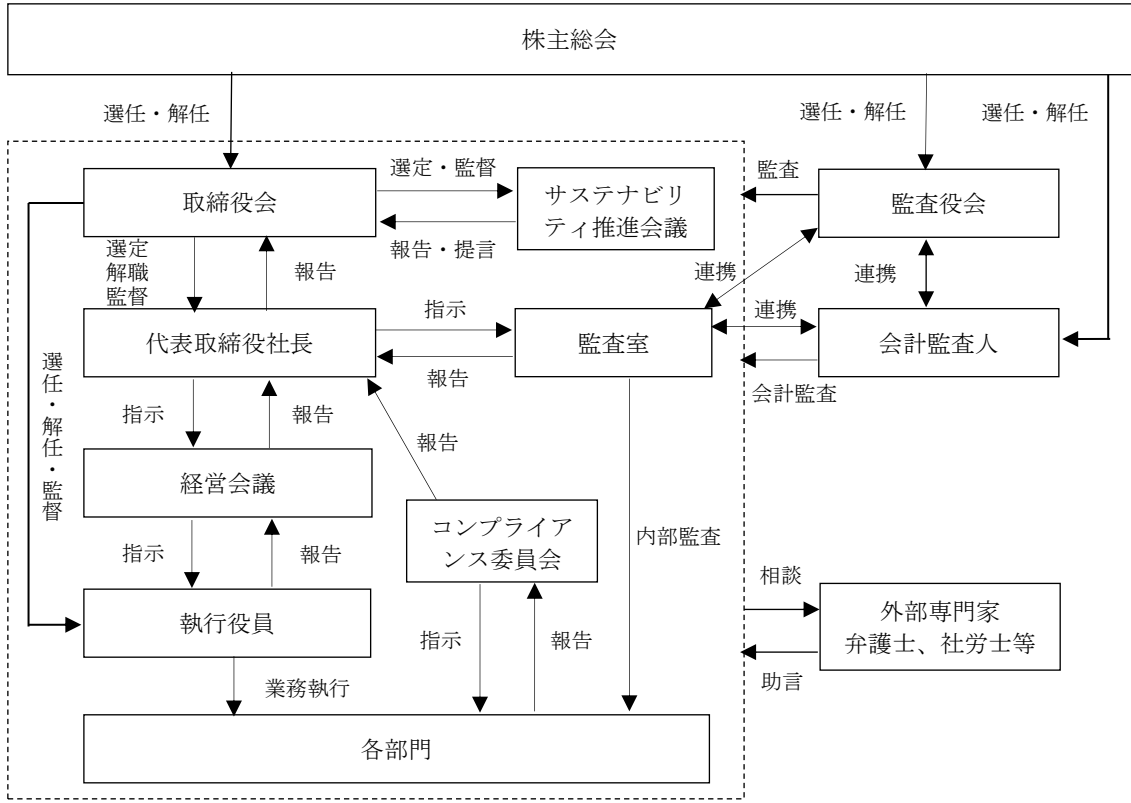 株主総会
選任・解任
選任・解任
選任・解任
取締役会
選定・監督
報告・提言
サステナビリ
ティ推進会議
監査
監査役会
選定
解職
監督
報告
連携
連携
代表取締役社長
指示
報告
監査室
連携
会計監査
会計監査人
選任・解任・監督
指示
報告
報告
経営会議
コンプライア
ンス委員会
内部監査
指示
報告
相談
執行役員
指示
報告
外部専門家
弁護士、社労士等
助言
業務執行
各部門